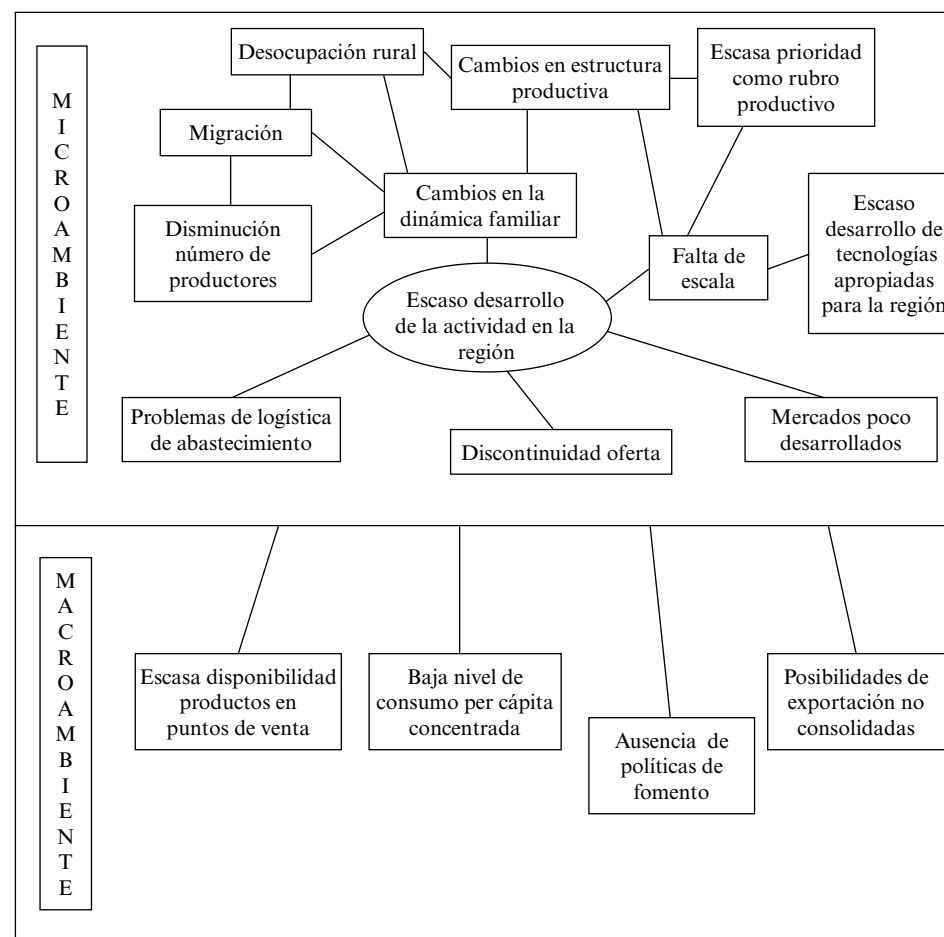 MICROAMBIENTE
Desocupación rural
Cambios en estructura
productiva
Escasa prioridad
como rubro
productivo
Migración
Cambios en la
dinámica familiar
Disminución
número de
productores
Falta de
escala
Escaso
desarrollo de
tecnologías
apropiadas
para la región
Escaso desarrollo
de la actividad en la
región
Problemas de logística
de abastecimiento
Discontinuidad oferta
Mercados poco
desarrollados
MACROAMBIENTE
Escasa disponibilidad
productos en
puntos de venta
Baja nivel de
consumo per cápita
concentrada
Ausencia de
políticas de
fomento
Posibilidades de
exportación no
consolidadas